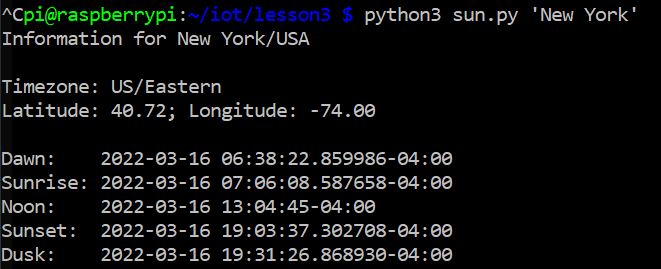 ^Cpi@raspberrypi:~/iot/lesson3 $ python3 sun.py 'New York'
Information for New York/USA
Timezone: US/Eastern
Latitude: 40.72; Longitude: -74.00
Dawn:    2022-03-16 06:38:22.859986-04:00
Sunrise: 2022-03-16 07:06:08.587658-04:00
Noon:    2022-03-16 13:04:45-04:00
Sunset:  2022-03-16 19:03:37.302708-04:00
Dusk:    2022-03-16 19:31:26.868930-04:00